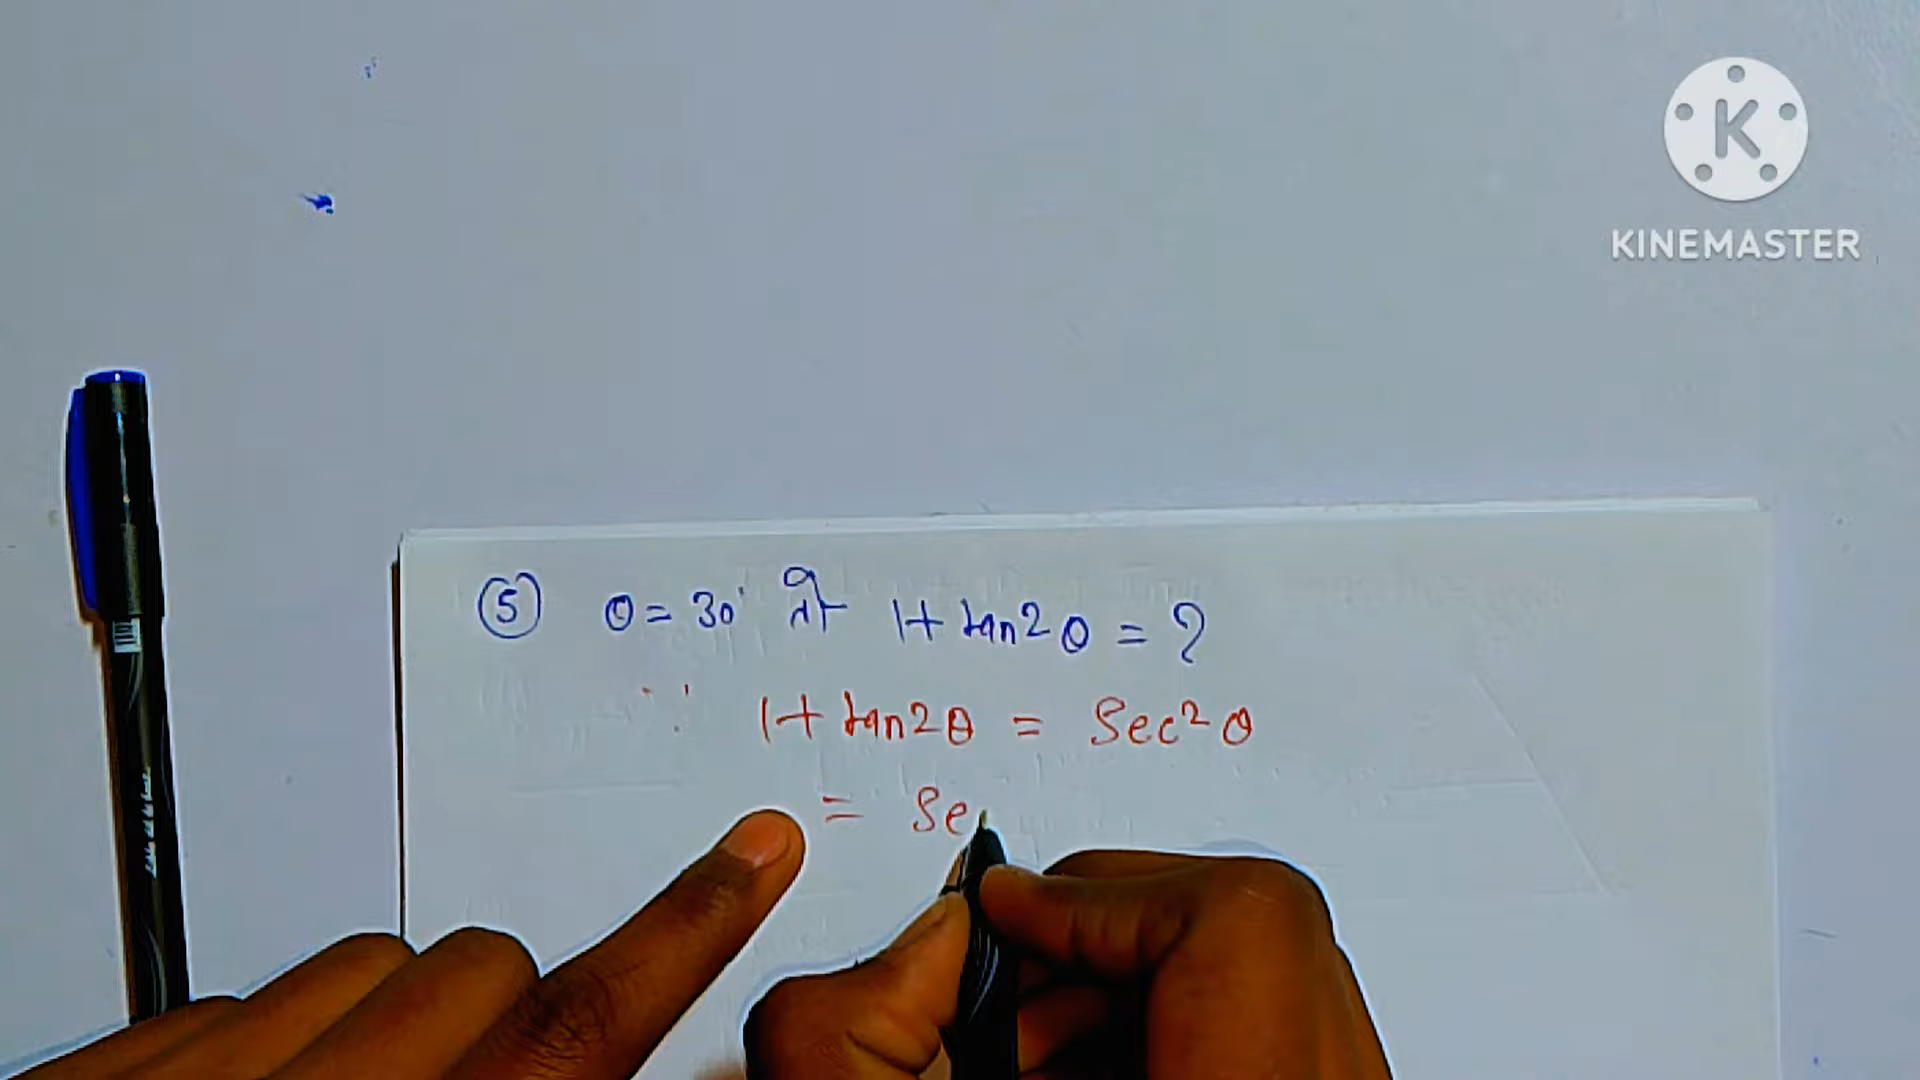 KINEMASTER
⑤ θ = 30° तो 1 + tan2θ = ?
∵ 1 + tan2θ = Sec²θ
= Se